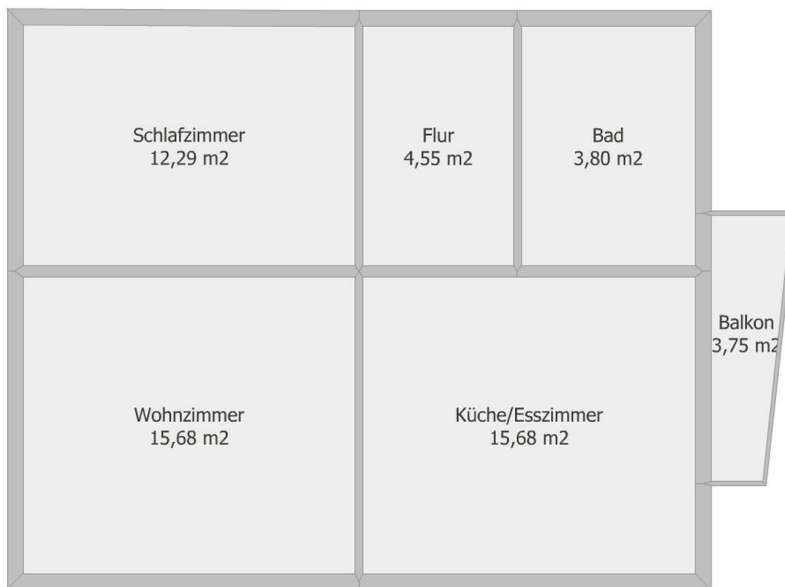 Schlafzimmer
12,29 m2
Flur
4,55 m2
Bad
3,80 m2
Balkon
3,75 m2
Wohnzimmer
15,68 m2
Küche/Esszimmer
15,68 m2